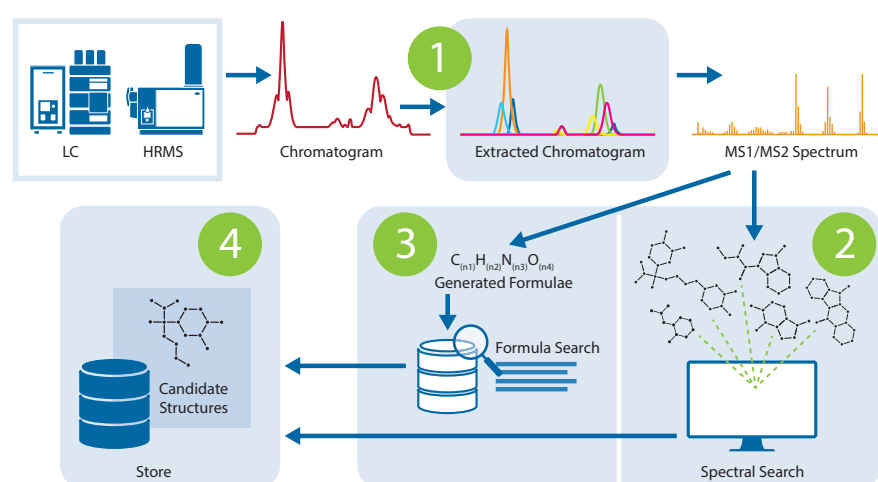 1
LC
HRMS
Chromatogram
Extracted Chromatogram
MS1/MS2 Spectrum
4
3
2
C(n1)H(n2)N(n3)O(n4)
Generated Formulae
Formula Search
Candidate
Structures
Store
Spectral Search